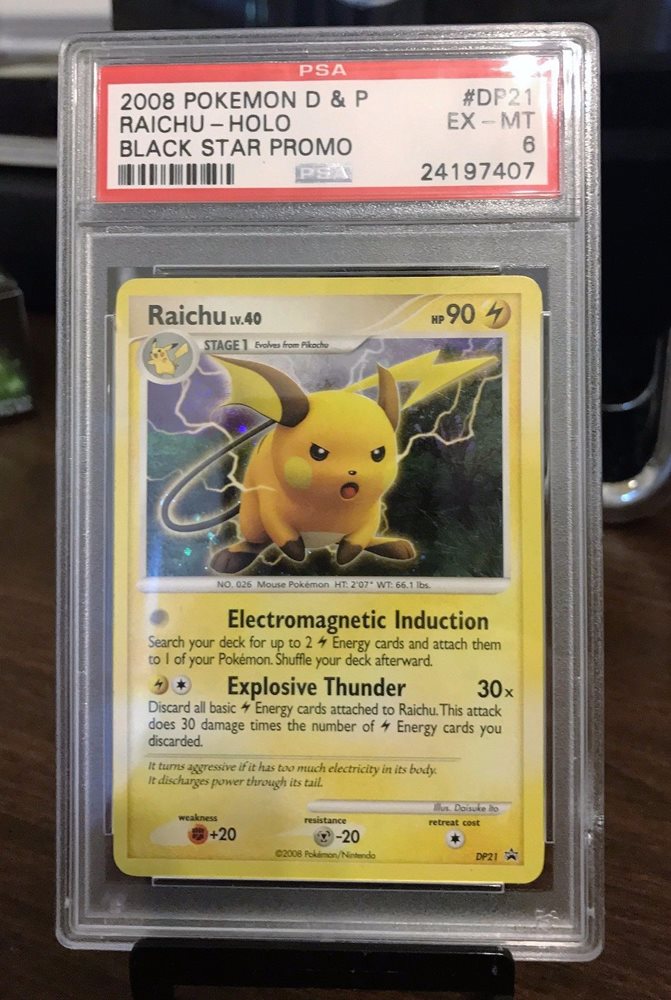 PSA
2008 POKEMON D & P #DP21
RAICHU - HOLO EX - MT
BLACK STAR PROMO 6
PSA 24197407
Raichu LV.40 HP 90
STAGE 1 Evolves from Pikachu
NO. 026 Mouse Pokémon HT: 2'07" WT: 66.1 lbs.
Electromagnetic Induction
Search your deck for up to 2 Energy cards and attach them
to 1 of your Pokémon. Shuffle your deck afterward.
Explosive Thunder 30x
Discard all basic Energy cards attached to Raichu. This attack
does 30 damage times the number of Energy cards you
discarded.
It turns aggressive if it has too much electricity in its body.
It discharges power through its tail.
Illus. Daisuke Ito
weakness resistance retreat cost
+20 -20
©2008 Pokémon/Nintendo DP21